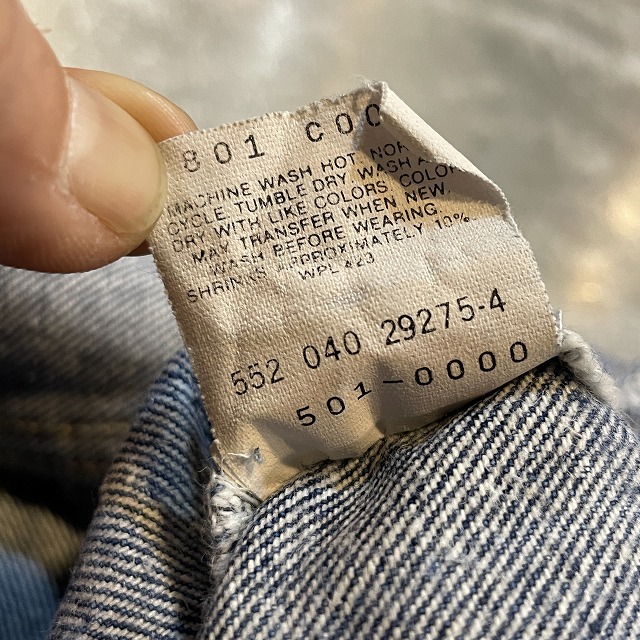 801 COO
MACHINE WASH HOT, NOR
CYCLE TUMBLE DRY WASH A
DRY WITH LIKE COLORS, COLOR
MAY TRANSFER WHEN NEW,
WASH BEFORE WEARING
SHRINKS APPROXIMATELY 10%
WPL 423
552 040 29275-4
501-0000